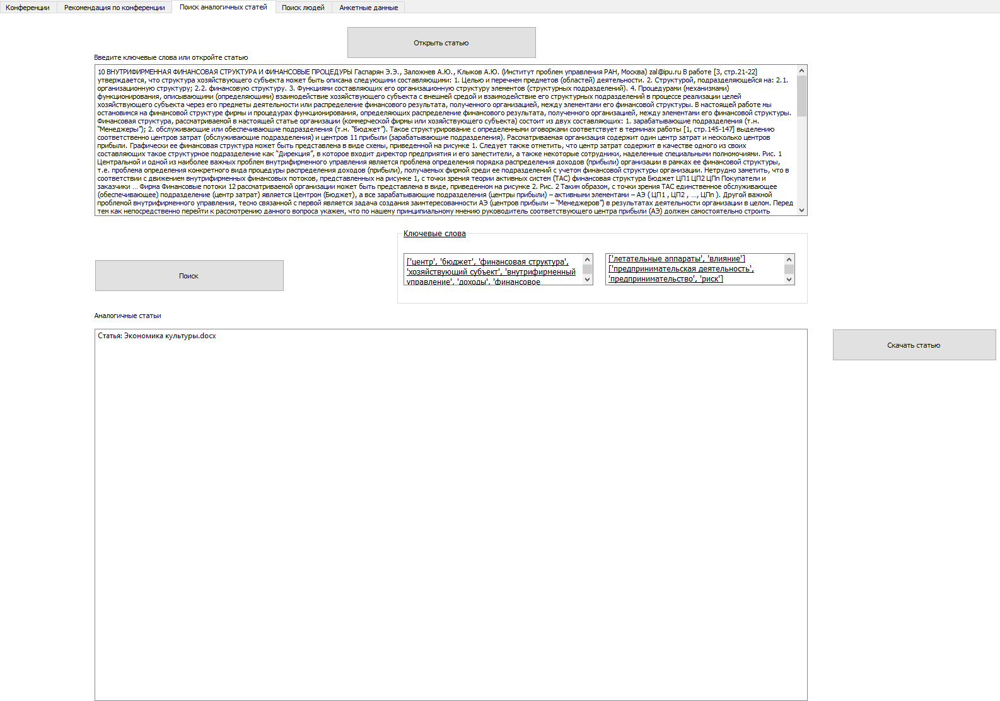 Конференции
Рекомендация по конференции
Поиск аналогичных статей
Поиск людей
Анкетные данные
Открыть статью
Введите ключевые слова или откройте статью
10 ВНУТРИФИРМЕННАЯ ФИНАНСОВАЯ СТРУКТУРА И ФИНАНСОВЫЕ ПРОЦЕДУРЫ Гаспарян Э.Э., Заложнев А.Ю., Клыков А.Ю. (Институт проблем управления РАН, Москва) zal@ipu.ru В работе [3, стр.21-22]
утверждается, что структура хозяйствующего субъекта может быть описана следующими составляющими: 1. Целью и перечнем предметов (областей) деятельности. 2. Структурой, подразделяющейся на: 2.1.
организационную структуру; 2.2. финансовую структуру. 3. Функциями составляющих его организационную структуру элементов (структурных подразделений). 4. Процедурами (механизмами)
функционирования, описывающими (определяющими) взаимодействие хозяйствующего субъекта с внешней средой и взаимодействие его структурных подразделений в процессе реализации целей
хозяйствующего субъекта через его предметы деятельности или распределение финансового результата, полученного организацией, между элементами его финансовой структуры. В настоящей работе мы
остановимся на финансовой структуре фирмы и процедурах функционирования, определяющих распределение финансового результата, полученного организацией, между элементами его финансовой структуры.
Финансовая структура, рассматриваемой в настоящей статье организации (коммерческой фирмы или хозяйствующего субъекта) состоит из двух составляющих: 1. зарабатывающие подразделения (т.н.
“Менеджеры”); 2. обслуживающие или обеспечивающие подразделения (т.н. “Бюджет”). Такое структурирование с определенными оговорками соответствует в терминах работы [1, стр.145-147] выделению
соответственно центров затрат (обслуживающие подразделения) и центров 11 прибыли (зарабатывающие подразделения). Рассматриваемая организация содержит один центр затрат и несколько центров
прибыли. Графически ее финансовая структура может быть представлена в виде схемы, приведенной на рисунке 1. Следует также отметить, что центр затрат содержит в качестве одного из своих
составляющих такое структурное подразделение как “Дирекция”, в которое входит директор предприятия и его заместители, а также некоторые сотрудники, наделенные специальными полномочиями. Рис. 1
Центральной и одной из наиболее важных проблем внутрифирменного управления является проблема определения порядка распределения доходов (прибыли) организации в рамках ее финансовой структуры,
т.е. проблема определения конкретного вида процедуры распределения доходов (прибыли), получаемых фирмой среди ее подразделений с учетом финансовой структуры организации. Нетрудно заметить, что в
соответствии с движением внутрифирменных финансовых потоков, представленных на рисунке 1, с точки зрения теории активных систем (ТАС) финансовая структура Бюджет ЦП1 ЦП2 ЦПn Покупатели и
заказчики ... Фирма Финансовые потоки 12 рассматриваемой организации может быть представлена в виде, приведенном на рисунке 2. Рис. 2 Таким образом, с точки зрения ТАС единственное обслуживающее
(обеспечивающее) подразделение (центр затрат) является Центром (Бюджет), а все зарабатывающие подразделения (центры прибыли) – активными элементами – АЭ ( ЦП1 , ЦП2 , ..., ЦПn ). Другой важной
проблемой внутрифирменного управления, тесно связанной с первой является задача создания заинтересованности АЭ (центров прибыли – “Менеджеров”) в результатах деятельности организации в целом. Перед
тем как непосредственно перейти к рассмотрению данного вопроса укажем, что по нашему принципиальному мнению руководитель соответствующего центра прибыли (АЭ) должен самостоятельно строить
Ключевые слова
['центр', 'бюджет', 'финансовая структура',
'хозяйствующий субъект', 'внутрифирменный
управление', 'доходы', 'финансовое
['летательные аппараты', 'влияние']
['предпринимательская деятельность',
'предпринимательство', 'риск']
Поиск
Аналогичные статьи
Статья: Экономика культуры.docx
Скачать статью